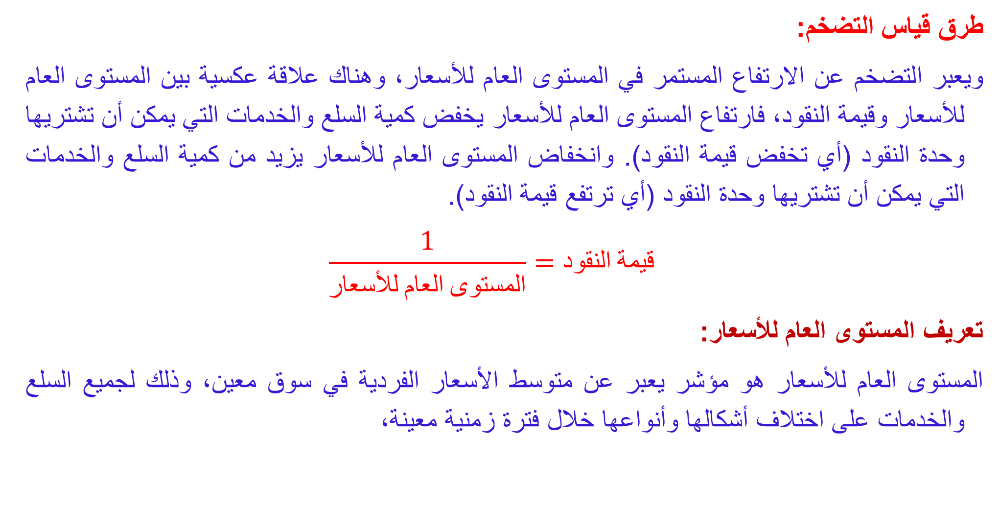 طرق قياس التضخم:
ويعبر التضخم عن الارتفاع المستمر في المستوى العام للأسعار، وهناك علاقة عكسية بين المستوى العام
للأسعار وقيمة النقود، فارتفاع المستوى العام للأسعار يخفض كمية السلع والخدمات التي يمكن أن تشتريها
وحدة النقود (أي تخفض قيمة النقود). وانخفاض المستوى العام للأسعار يزيد من كمية السلع والخدمات
التي يمكن أن تشتريها وحدة النقود (أي ترتفع قيمة النقود).
1
قيمة النقود =
المستوى العام للأسعار
تعريف المستوى العام للأسعار:
المستوى العام للأسعار هو مؤشر يعبر عن متوسط الأسعار الفردية في سوق معين، وذلك لجميع السلع
والخدمات على اختلاف أشكالها وأنواعها خلال فترة زمنية معينة،